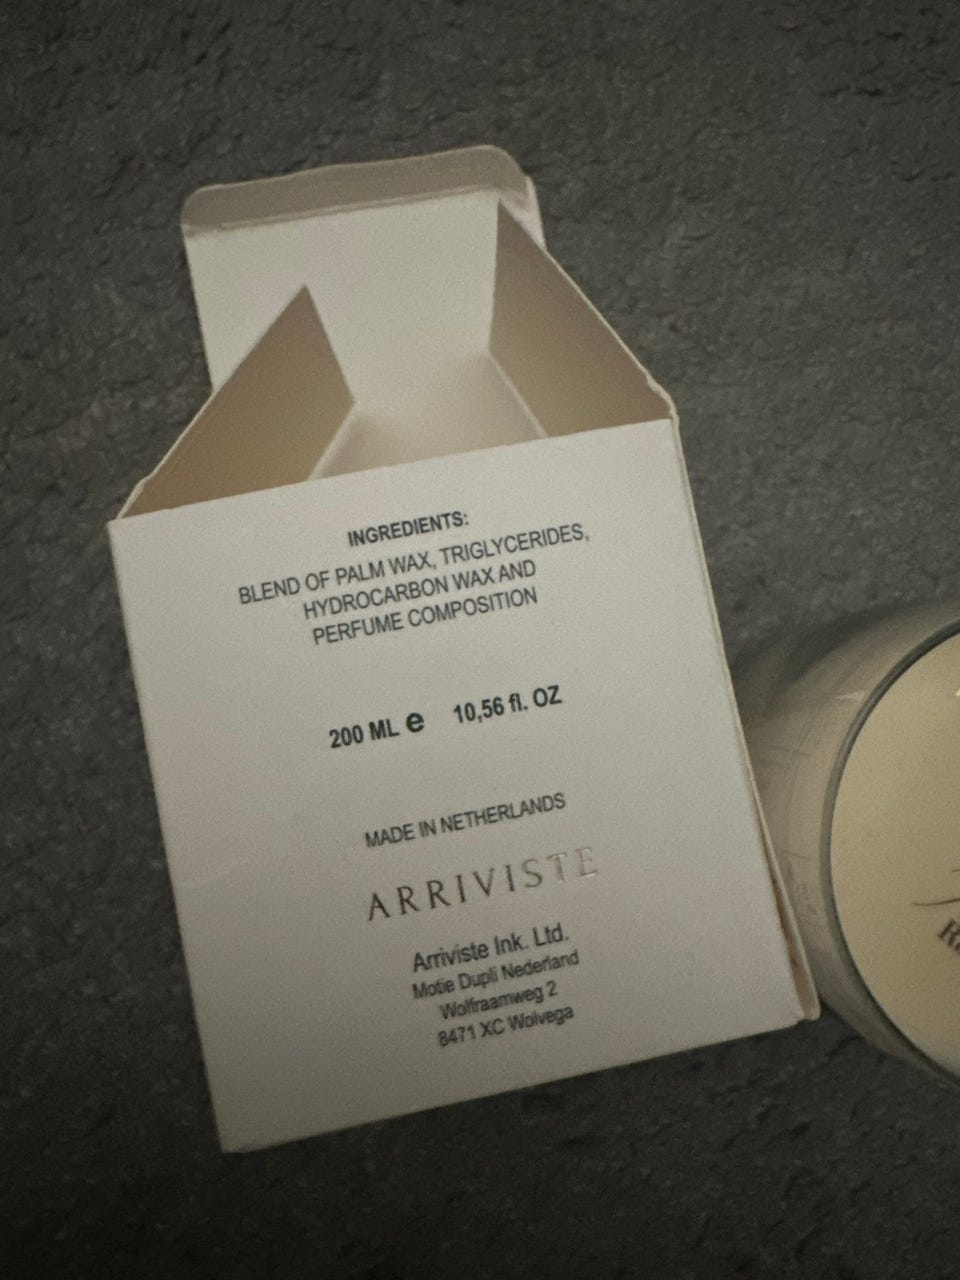 INGREDIENTS:
BLEND OF PALM WAX, TRIGLYCERIDES,
HYDROCARBON WAX AND
PERFUME COMPOSITION
200 ML e 10,56 fl. OZ
MADE IN NETHERLANDS
ARRIVISTE
Arriviste Ink. Ltd.
Motie Dupli Nederland
Wolfraamweg 2
8471 XC Wolvega